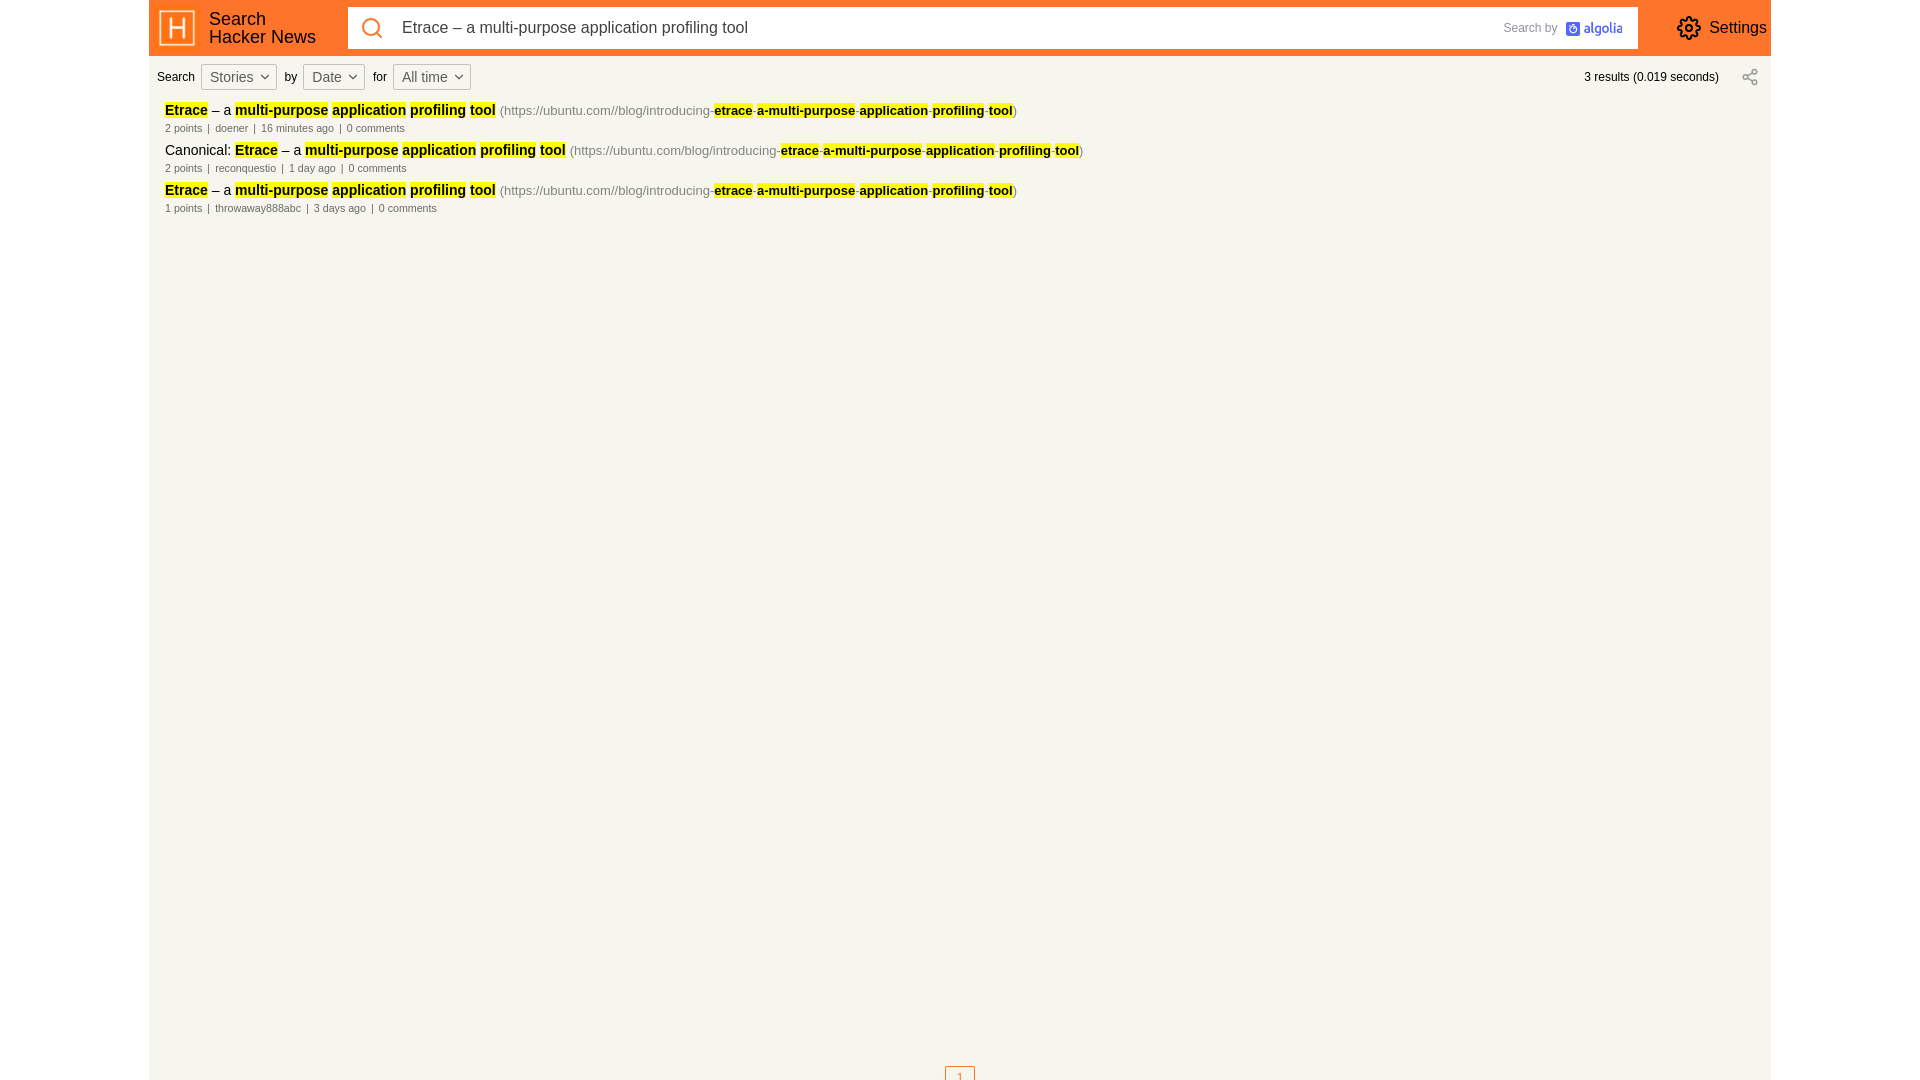 Search
Hacker News
Etrace – a multi-purpose application profiling tool
Search by algolia
Settings
Search Stories by Date for All time
3 results (0.019 seconds)
Etrace – a multi-purpose application profiling tool (https://ubuntu.com//blog/introducing-etrace-a-multi-purpose-application-profiling-tool)
2 points | doener | 16 minutes ago | 0 comments
Canonical: Etrace – a multi-purpose application profiling tool (https://ubuntu.com/blog/introducing-etrace-a-multi-purpose-application-profiling-tool)
2 points | reconquestio | 1 day ago | 0 comments
Etrace – a multi-purpose application profiling tool (https://ubuntu.com//blog/introducing-etrace-a-multi-purpose-application-profiling-tool)
1 points | throwaway888abc | 3 days ago | 0 comments
1